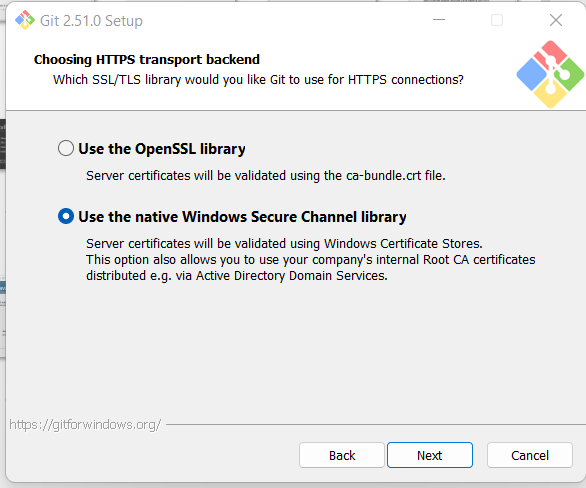 Git 2.51.0 Setup
Choosing HTTPS transport backend
Which SSL/TLS library would you like Git to use for HTTPS connections?
Use the OpenSSL library
Server certificates will be validated using the ca-bundle.crt file.
Use the native Windows Secure Channel library
Server certificates will be validated using Windows Certificate Stores.
This option also allows you to use your company's internal Root CA certificates
distributed e.g. via Active Directory Domain Services.
https://gitforwindows.org/
Back Next Cancel